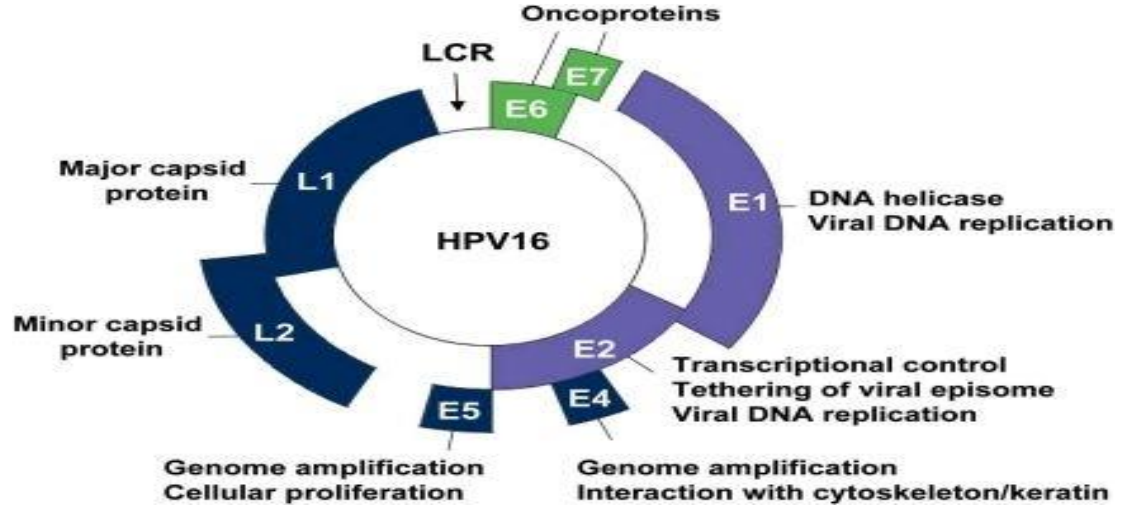 Oncoproteins
LCR
E7
E6
Major capsid
protein
L1
E1
DNA helicase
Viral DNA replication
HPV16
Minor capsid
protein
L2
E2
Transcriptional control
Tethering of viral episome
Viral DNA replication
E5
E4
Genome amplification
Cellular proliferation
Genome amplification
Interaction with cytoskeleton/keratin